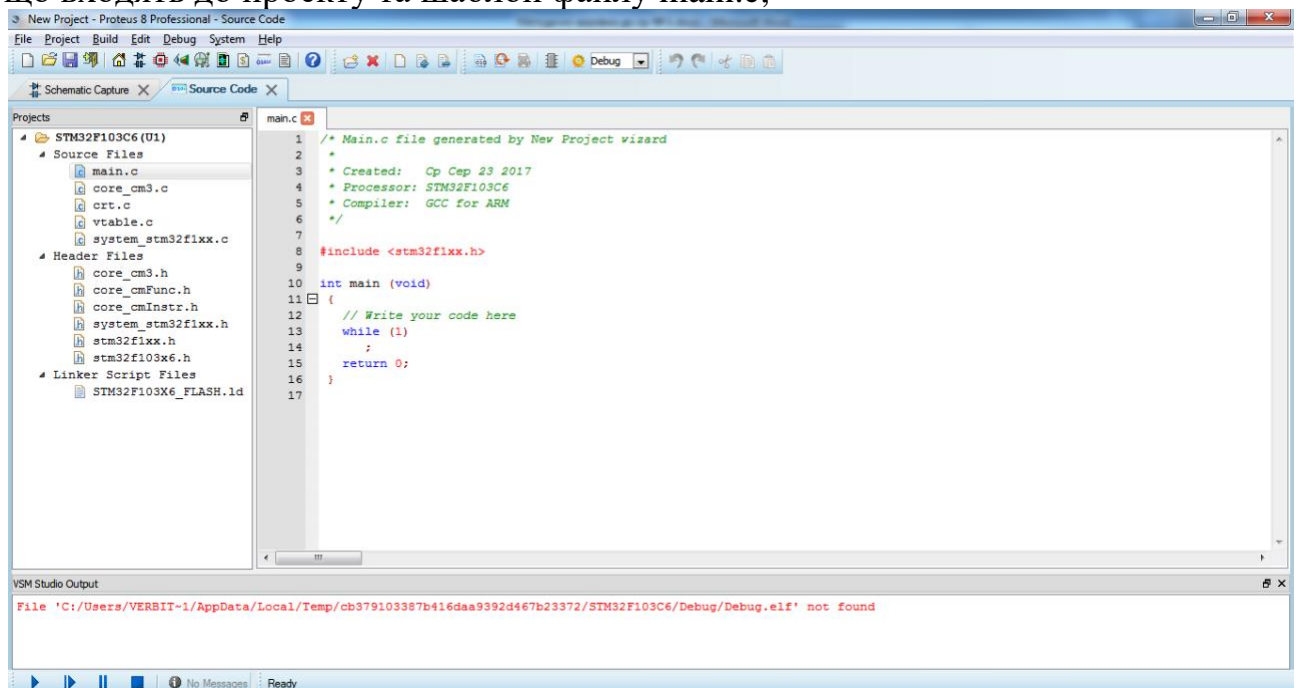 що входять до проекту та шаблон файлу main.c;
New Project - Proteus 8 Professional - Source Code
File Project Build Edit Debug System Help
Debug
Schematic Capture
Source Code
Projects
STM32F103C6 (U1)
Source Files
main.c
core_cm3.c
crt.c
vtable.c
system_stm32f1xx.c
Header Files
core_cm3.h
core_cmFunc.h
core_cmInstr.h
system_stm32f1xx.h
stm32f1xx.h
stm32f103x6.h
Linker Script Files
STM32F103X6_FLASH.ld
main.c
1 /* Main.c file generated by New Project wizard
2 *
3 * Created: Ср Сер 23 2017
4 * Processor: STM32F103C6
5 * Compiler: GCC for ARM
6 */
7
8 #include <stm32f1xx.h>
9
10 int main (void)
11 {
12 // Write your code here
13 while (1)
14 ;
15 return 0;
16 }
17
VSM Studio Output
File 'C:/Users/VERBIT~1/AppData/Local/Temp/cb379103387b416daa9392d467b23372/STM32F103C6/Debug/Debug.elf' not found
No Messages
Ready